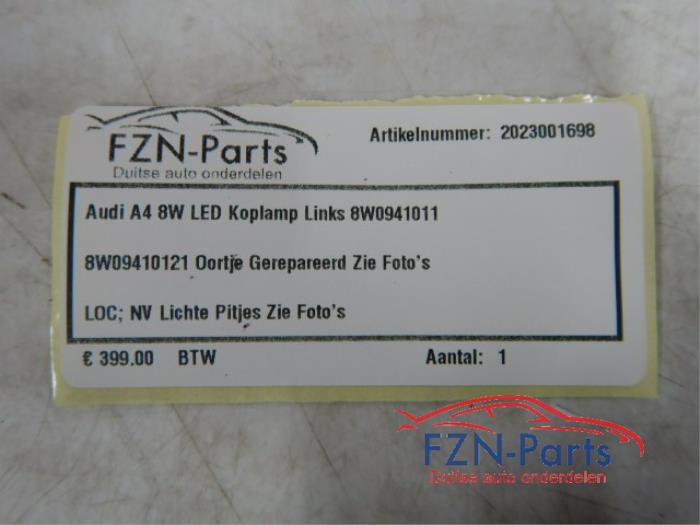 FZN-Parts
Duitse auto onderdelen
Artikelnummer: 2023001698
Audi A4 8W LED Koplamp Links 8W0941011
8W09410121 Oortje Gerepareerd Zie Foto's
LOC; NV Lichte Pitjes Zie Foto's
€ 399.00 BTW
Aantal: 1
FZN-Parts
Duitse auto onderdelen